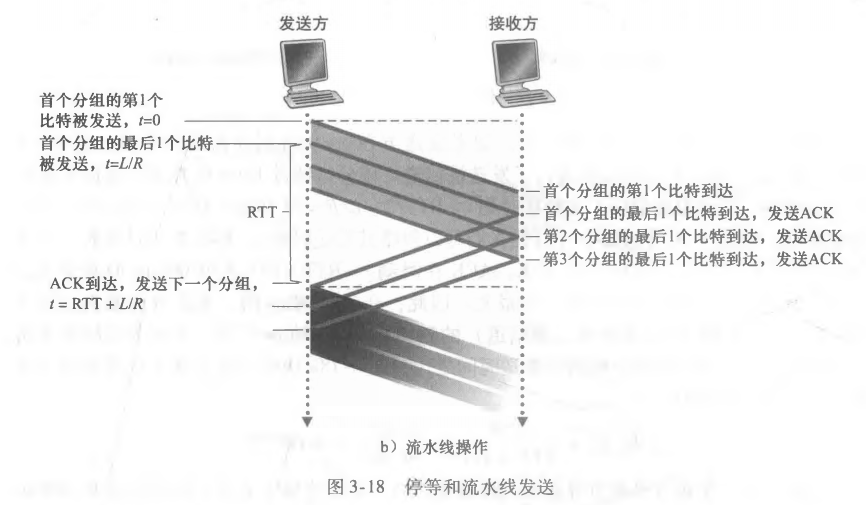 发送方
接收方
首个分组的第1个
比特被发送，t=0
首个分组的最后1个比特
被发送，t=L/R
RTT
首个分组的第1个比特到达
首个分组的最后1个比特到达，发送ACK
第2个分组的最后1个比特到达，发送ACK
第3个分组的最后1个比特到达，发送ACK
ACK到达，发送下一个分组，
t = RTT + L/R
b）流水线操作
图 3-18 停等和流水线发送